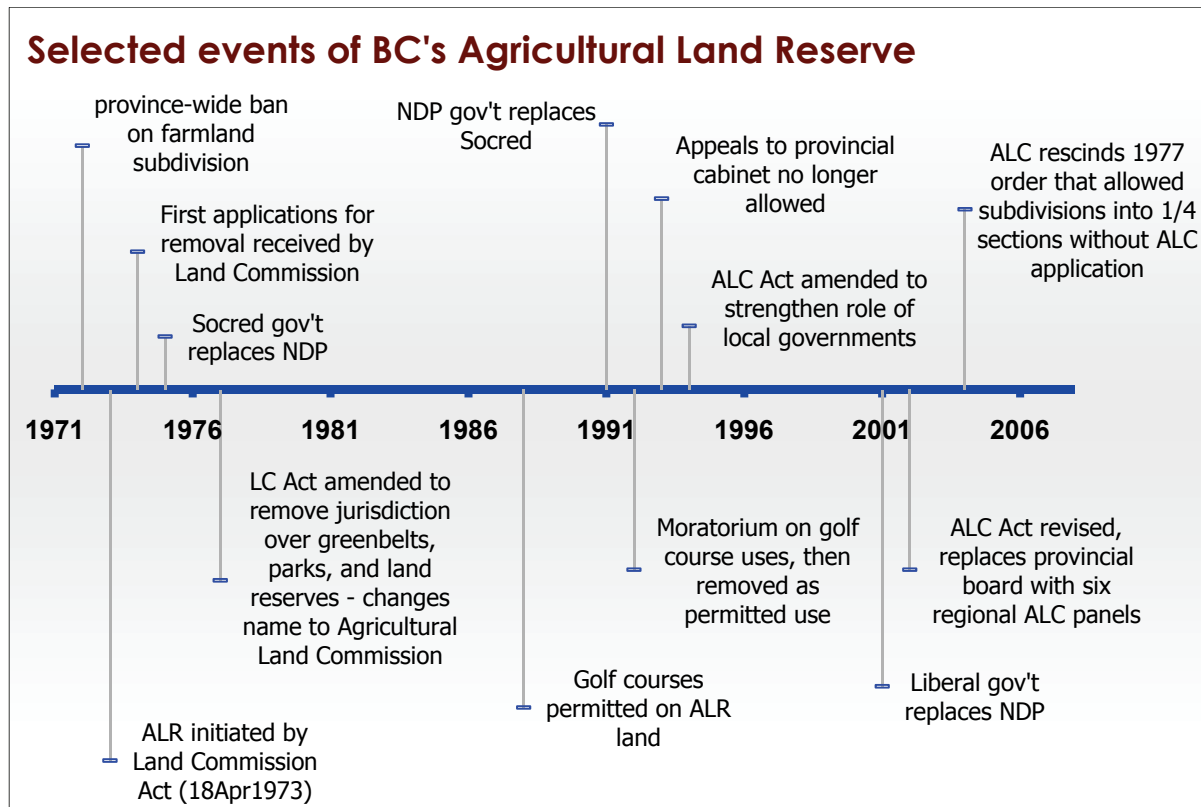 Selected events of BC's Agricultural Land Reserve
province-wide ban
on farmland
subdivision
First applications for
removal received by
Land Commission
Socred gov't
replaces NDP
NDP gov't replaces
Socred
Appeals to provincial
cabinet no longer
allowed
ALC Act amended to
strengthen role of
local governments
ALC rescinds 1977
order that allowed
subdivisions into 1/4
sections without ALC
application
1971
1976
1981
1986
1991
1996
2001
2006
ALR initiated by
Land Commission
Act (18Apr1973)
LC Act amended to
remove jurisdiction
over greenbelts,
parks, and land
reserves - changes
name to Agricultural
Land Commission
Golf courses
permitted on ALR
land
Moratorium on golf
course uses, then
removed as
permitted use
Liberal gov't
replaces NDP
ALC Act revised,
replaces provincial
board with six
regional ALC panels